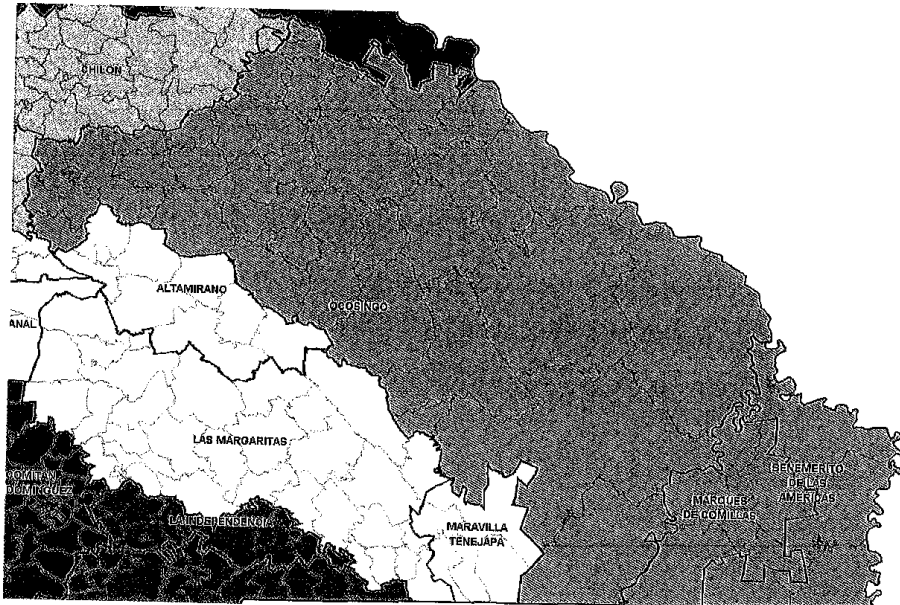 CHILON
ALTAMIRANO
OCOSINGO
ANAL
LAS MARGARITAS
COMITAN
DOMINGUEZ
LA INDEPENDENCIA
MARAVILLA
TENEJAPA
MARQUES
DE COMILLAS
BENEMERITO
DE LAS
AMERICAS